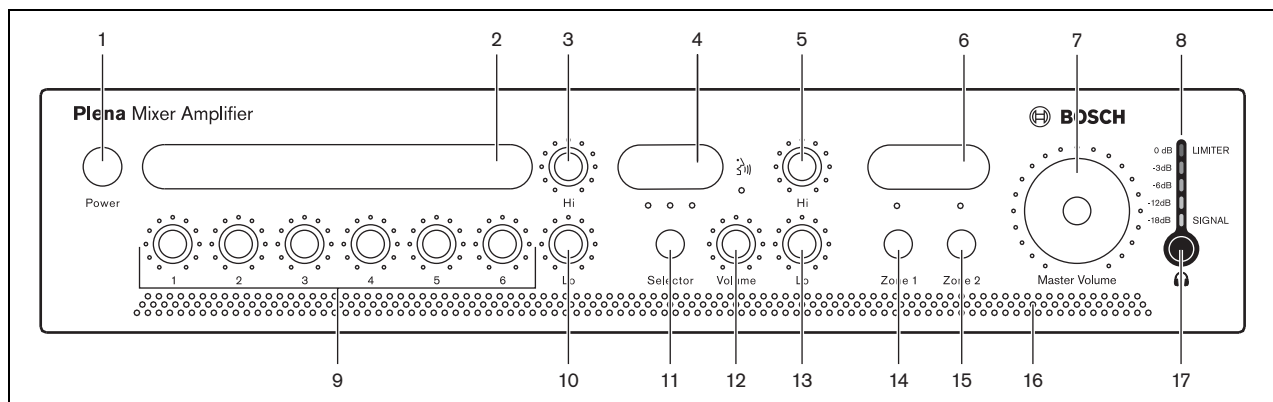 1 2 3 4 5 6 7 8
Plena Mixer Amplifier
BOSCH
0 dB LIMITER
-3dB
-6dB
-12dB
-18dB SIGNAL
Power
Hi
Hi
1 2 3 4 5 6 Lo Selector Volume Lo Zone 1 Zone 2 Master Volume
9 10 11 12 13 14 15 16 17